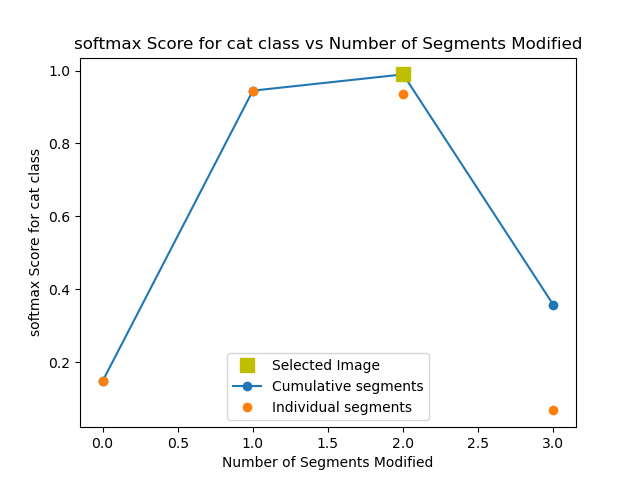 softmax Score for cat class vs Number of Segments Modified
1.0
0.8
0.6
0.4
0.2
softmax Score for cat class
Selected Image
Cumulative segments
Individual segments
0.0 0.5 1.0 1.5 2.0 2.5 3.0
Number of Segments Modified